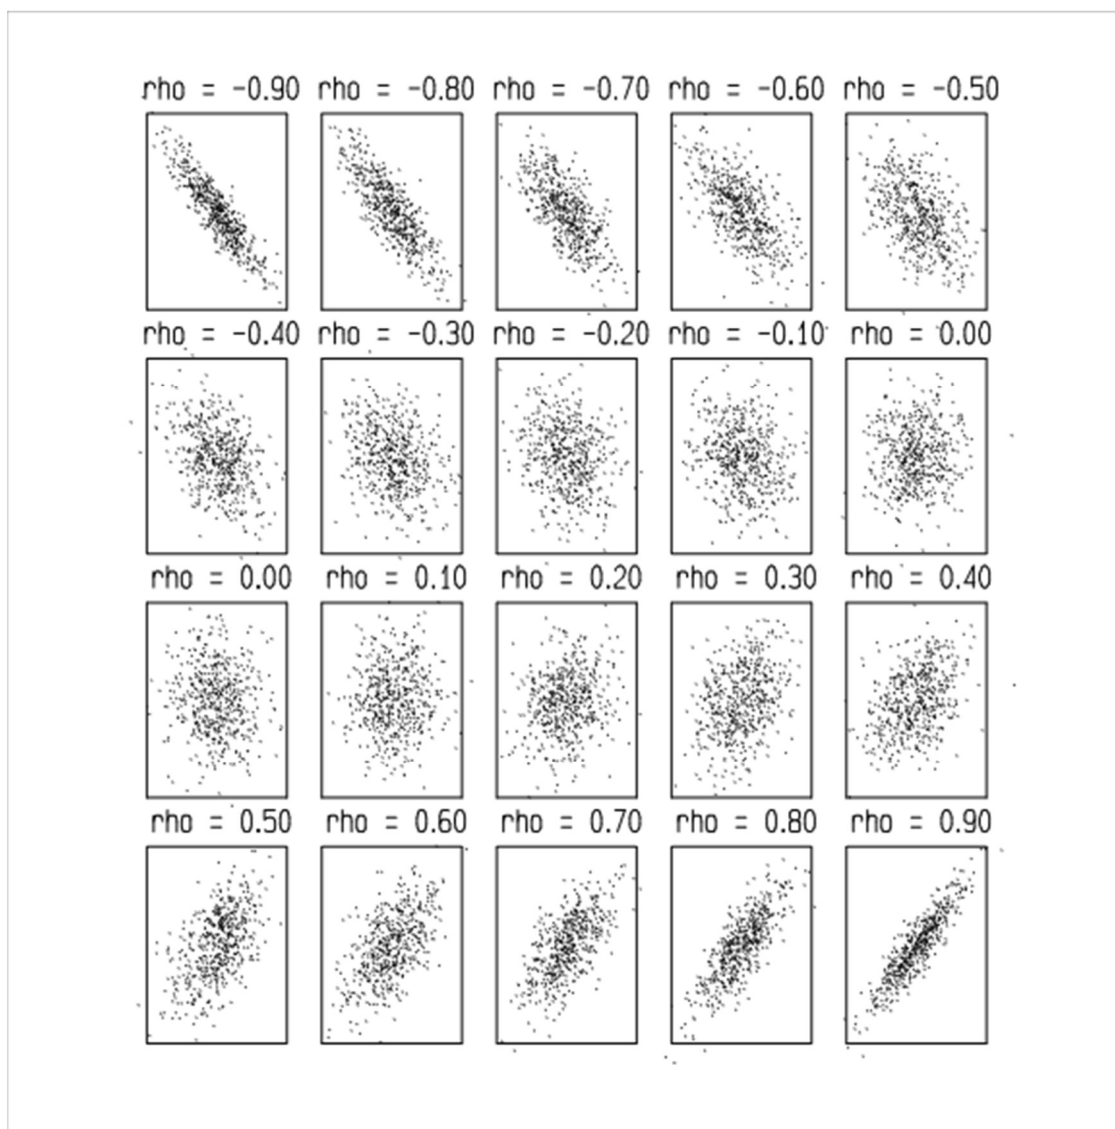 rho = -0.90 rho = -0.80 rho = -0.70 rho = -0.60 rho = -0.50
rho = -0.40 rho = -0.30 rho = -0.20 rho = -0.10 rho = 0.00
rho = 0.00 rho = 0.10 rho = 0.20 rho = 0.30 rho = 0.40
rho = 0.50 rho = 0.60 rho = 0.70 rho = 0.80 rho = 0.90